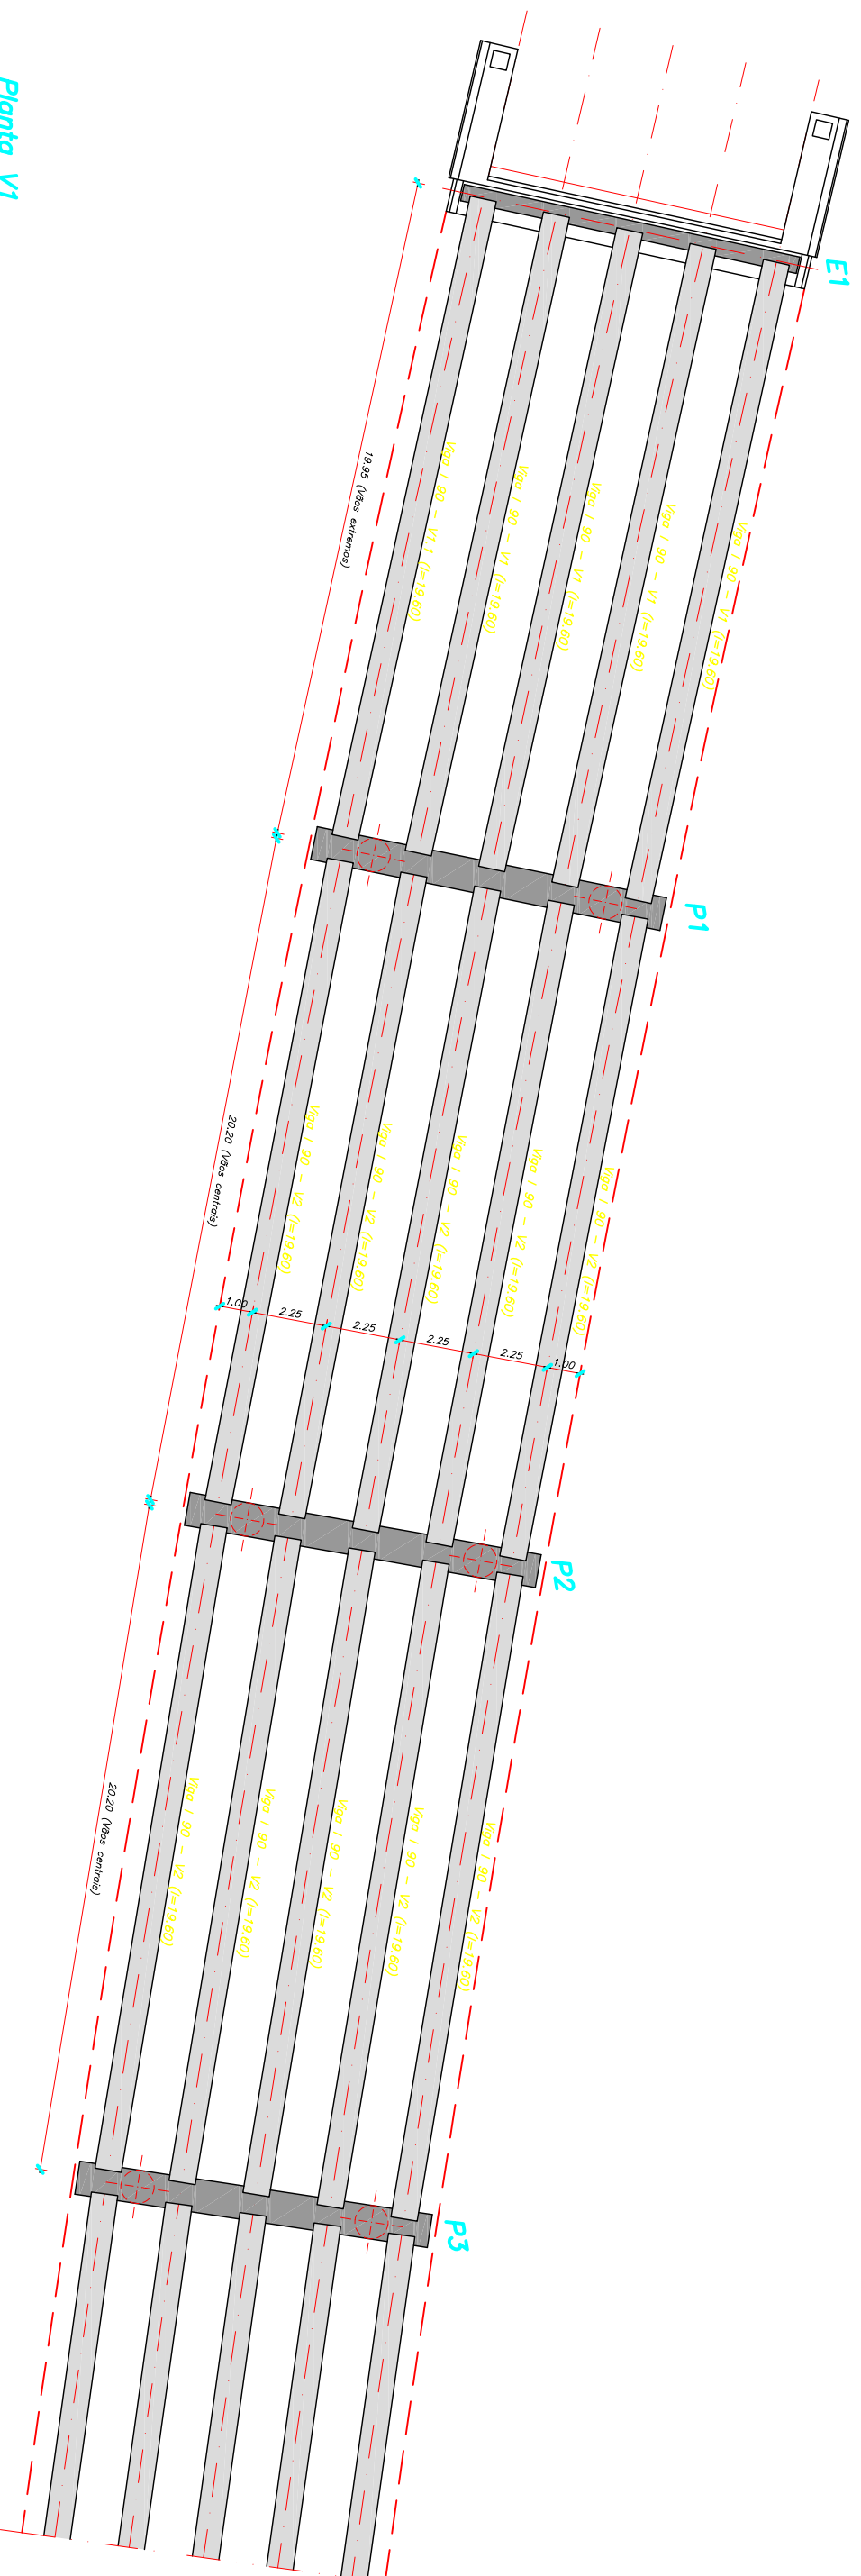 Planta V1
E1
19.95 (Vãos extremos)
Viga I 90 - V1.1 (l=19.60)
Viga I 90 - V1 (l=19.60)
Viga I 90 - V1 (l=19.60)
Viga I 90 - V1 (l=19.60)
Viga I 90 - V1 (l=19.60)
P1
20.20 (Vãos centrais)
Viga I 90 - V2 (l=19.60)
Viga I 90 - V2 (l=19.60)
Viga I 90 - V2 (l=19.60)
Viga I 90 - V2 (l=19.60)
Viga I 90 - V2 (l=19.60)
1.00
2.25
2.25
2.25
2.25
1.00
P2
20.20 (Vãos centrais)
Viga I 90 - V2 (l=19.60)
Viga I 90 - V2 (l=19.60)
Viga I 90 - V2 (l=19.60)
Viga I 90 - V2 (l=19.60)
Viga I 90 - V2 (l=19.60)
P3